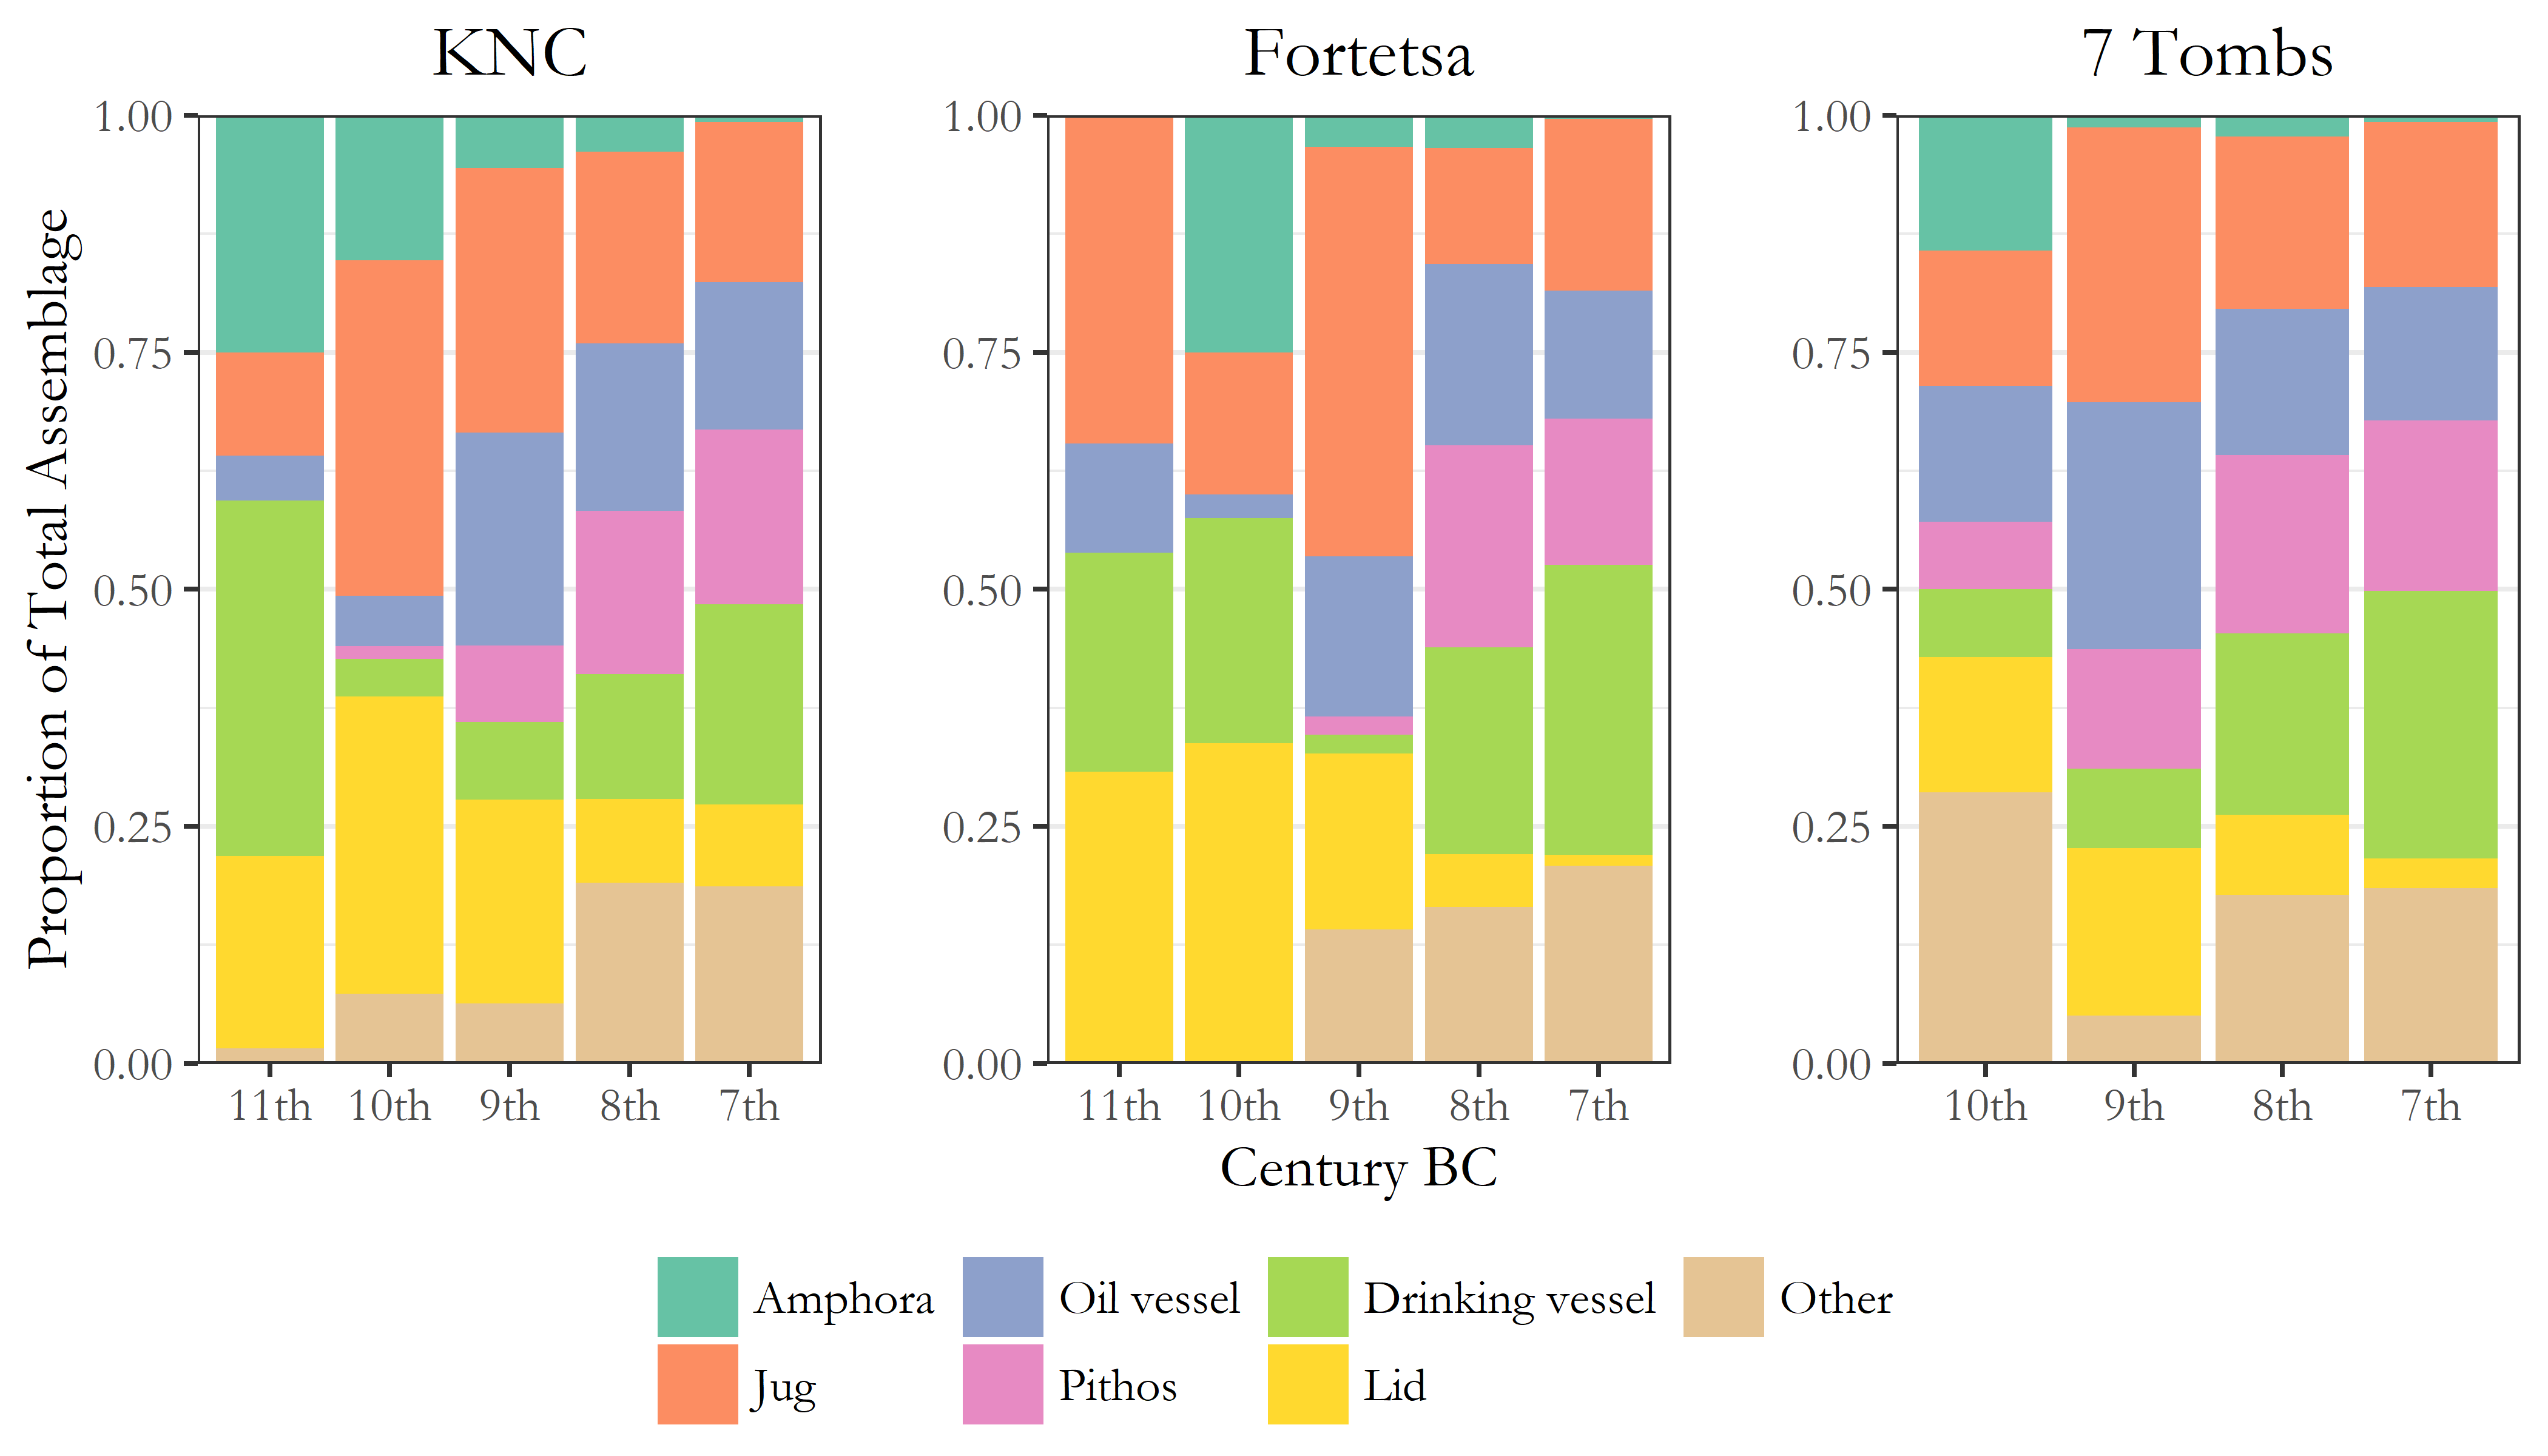 KNC
Fortetsa
7 Tombs
Proportion of Total Assemblage
1.00
0.75
0.50
0.25
0.00
1.00
0.75
0.50
0.25
0.00
1.00
0.75
0.50
0.25
0.00
11th 10th 9th 8th 7th
11th 10th 9th 8th 7th
10th 9th 8th 7th
Century BC
Amphora Oil vessel Drinking vessel Other
Jug Pithos Lid